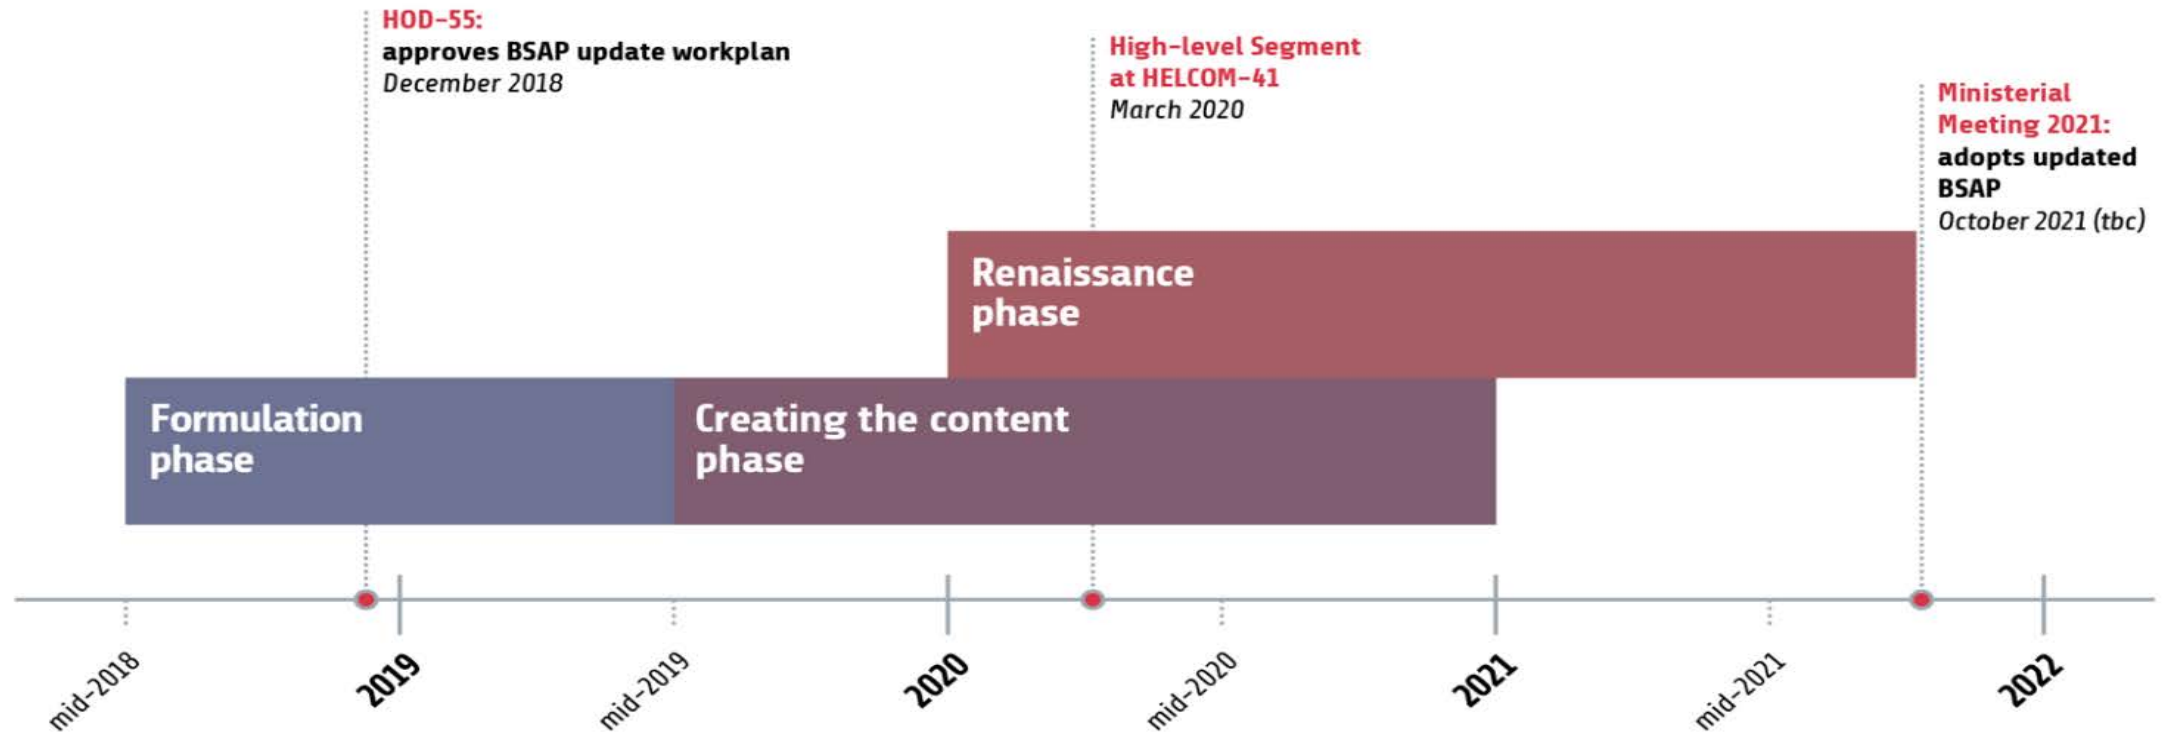 HOD-55:
approves BSAP update workplan
December 2018
High-level Segment
at HELCOM-41
March 2020
Ministerial
Meeting 2021:
adopts updated
BSAP
October 2021 (tbc)
Renaissance
phase
Formulation
phase
Creating the content
phase
mid-2018
2019
mid-2019
2020
mid-2020
2021
mid-2021
2022